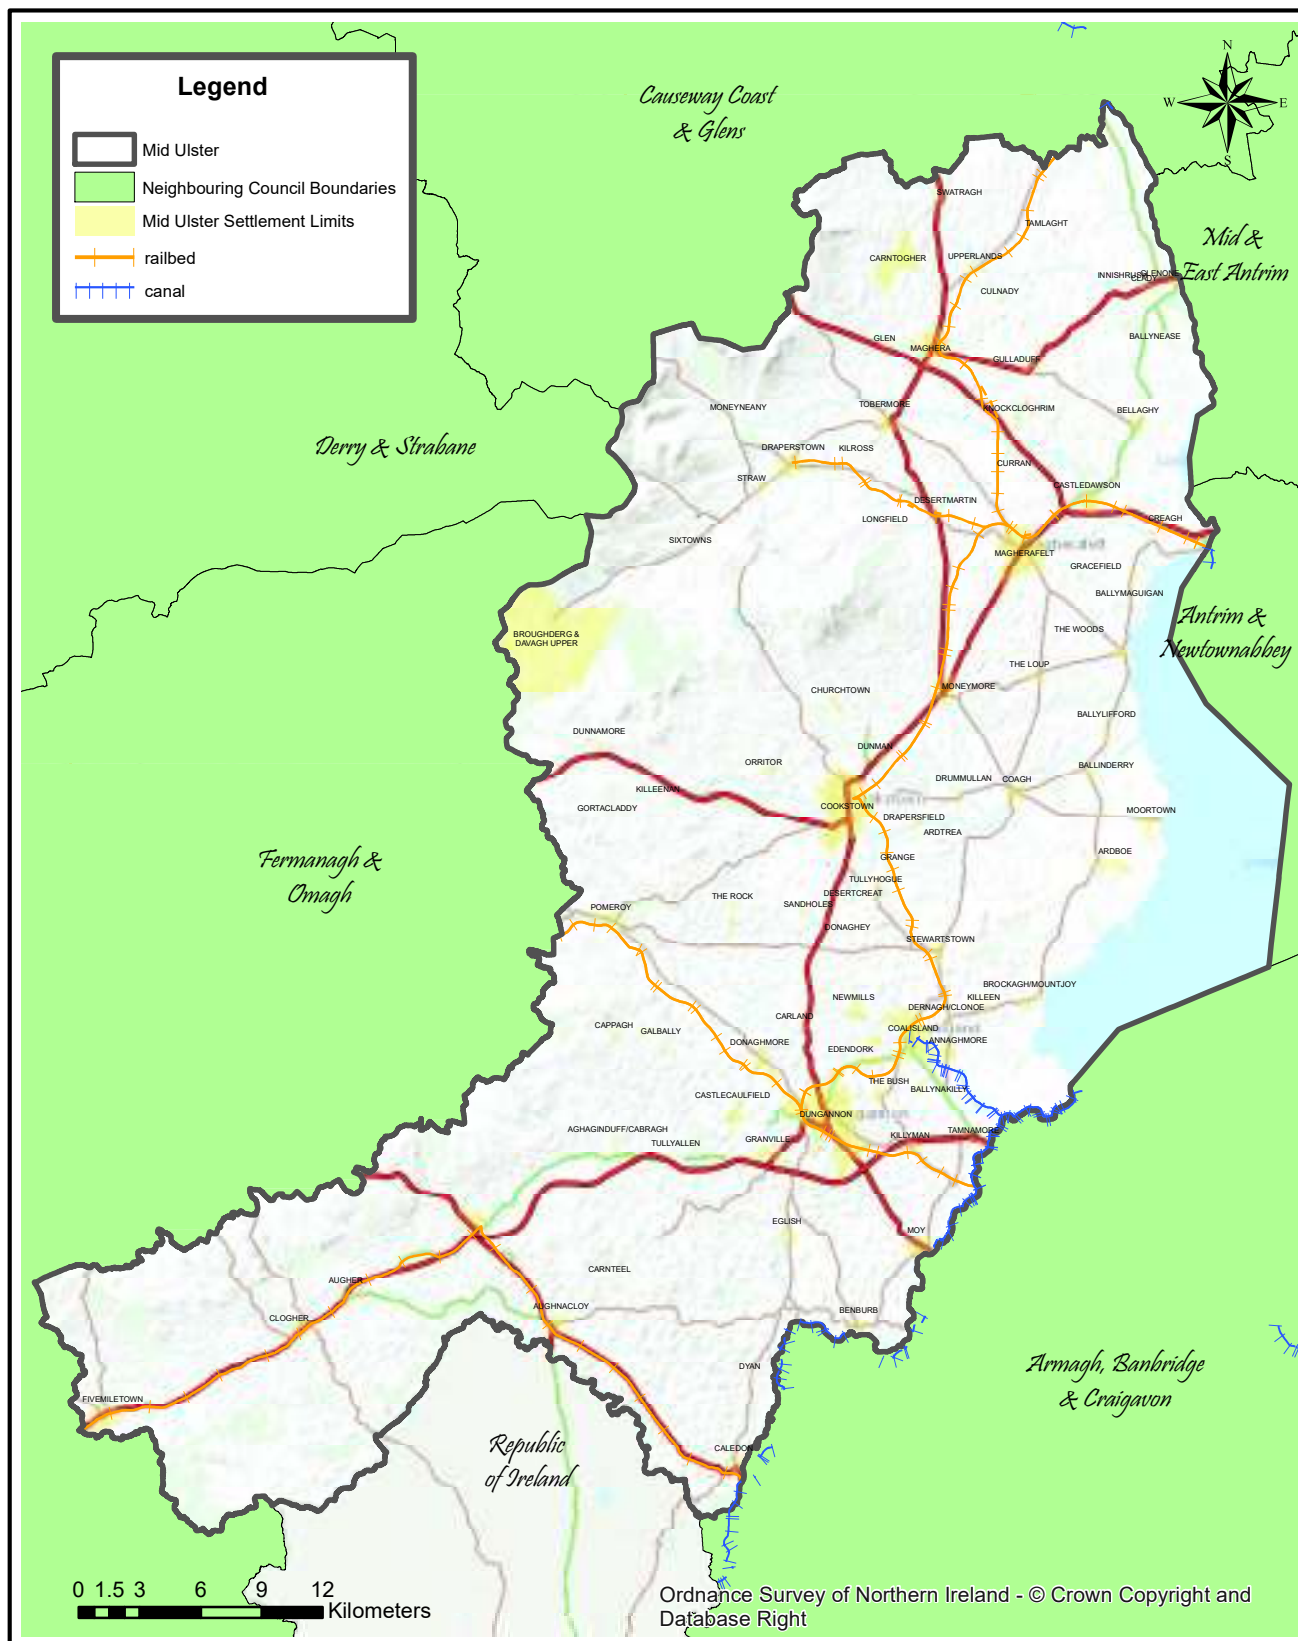 Legend
Mid Ulster
Neighbouring Council Boundaries
Mid Ulster Settlement Limits
railbed
canal
N
W
E
S
Causeway Coast
& Glens
Mid &
East Antrim
Derry & Strabane
Antrim &
Newtownabbey
Fermanagh &
Omagh
Armagh, Banbridge
& Craigavon
Republic
of Ireland
SWATRAGH
TAMLAGHT
CARNTOGHER
UPPERLANDS
INNISHRUSH
GLENONE
CLADY
CULNADY
GLEN
MAGHERA
BALLYNEASE
GULLADUFF
MONEYNEANY
TOBERMORE
KNOCKCLOGHRIM
BELLAGHY
DRAPERSTOWN
KILROSS
CURRAN
STRAW
CASTLEDAWSON
DESERTMARTIN
LONGFIELD
CREAGH
SIXTOWNS
MAGHERAFELT
GRACEFIELD
BALLYMAGUIGAN
BROUGHDERG &
DAVAGH UPPER
THE WOODS
THE LOUP
CHURCHTOWN
MONEYMORE
BALLYLIFFORD
DUNNAMORE
DUNMAN
ORRITOR
BALLINDERRY
DRUMMULLAN
COAGH
KILLEENAN
GORTACLADDY
COOKSTOWN
DRAPERSFIELD
MOORTOWN
ARDTREA
GRANGE
ARDBOE
TULLYHOGUE
DESERTCREAT
THE ROCK
SANDHOLES
POMEROY
DONAGHEY
STEWARTSTOWN
BROCKAGH/MOUNTJOY
NEWMILLS
KILLEEN
DERNAGH/CLONOE
CARLAND
CAPPAGH
GALBALLY
COALISLAND
DONAGHMORE
ANNAGHMORE
EDENDORK
THE BUSH
BALLYNAKILLY
CASTLECAULFIELD
DUNGANNON
AGHAGINDUFF/CABRAGH
TULLYALLEN
GRANVILLE
KILLYMAN
TAMNAMORE
EGLISH
MOY
CARNTEEL
AUGHER
CLOGHER
AUGHNACLOY
BENBURB
DYAN
FIVEMILETOWN
CALEDON
0 1.5 3 6 9 12
Kilometers
Ordnance Survey of Northern Ireland - © Crown Copyright and
Database Right